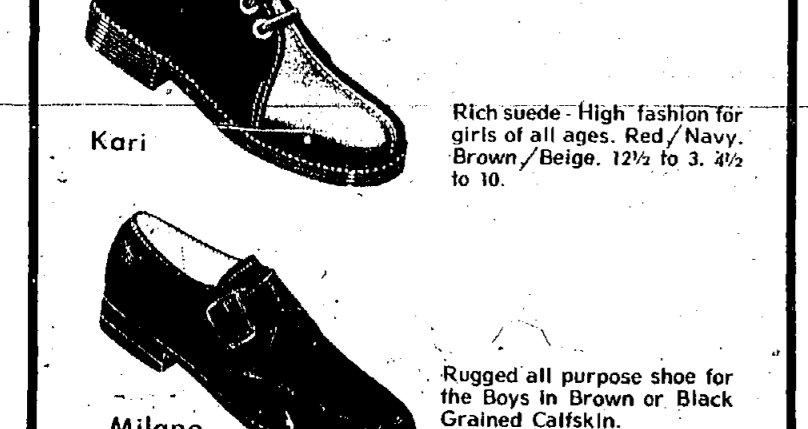 Kari
Rich suede - High fashion for
girls of all ages. Red/Navy.
Brown/Beige. 12½ to 3. 4½
to 10.
Milano
Rugged all purpose shoe for
the Boys in Brown or Black
Grained Calfskin.